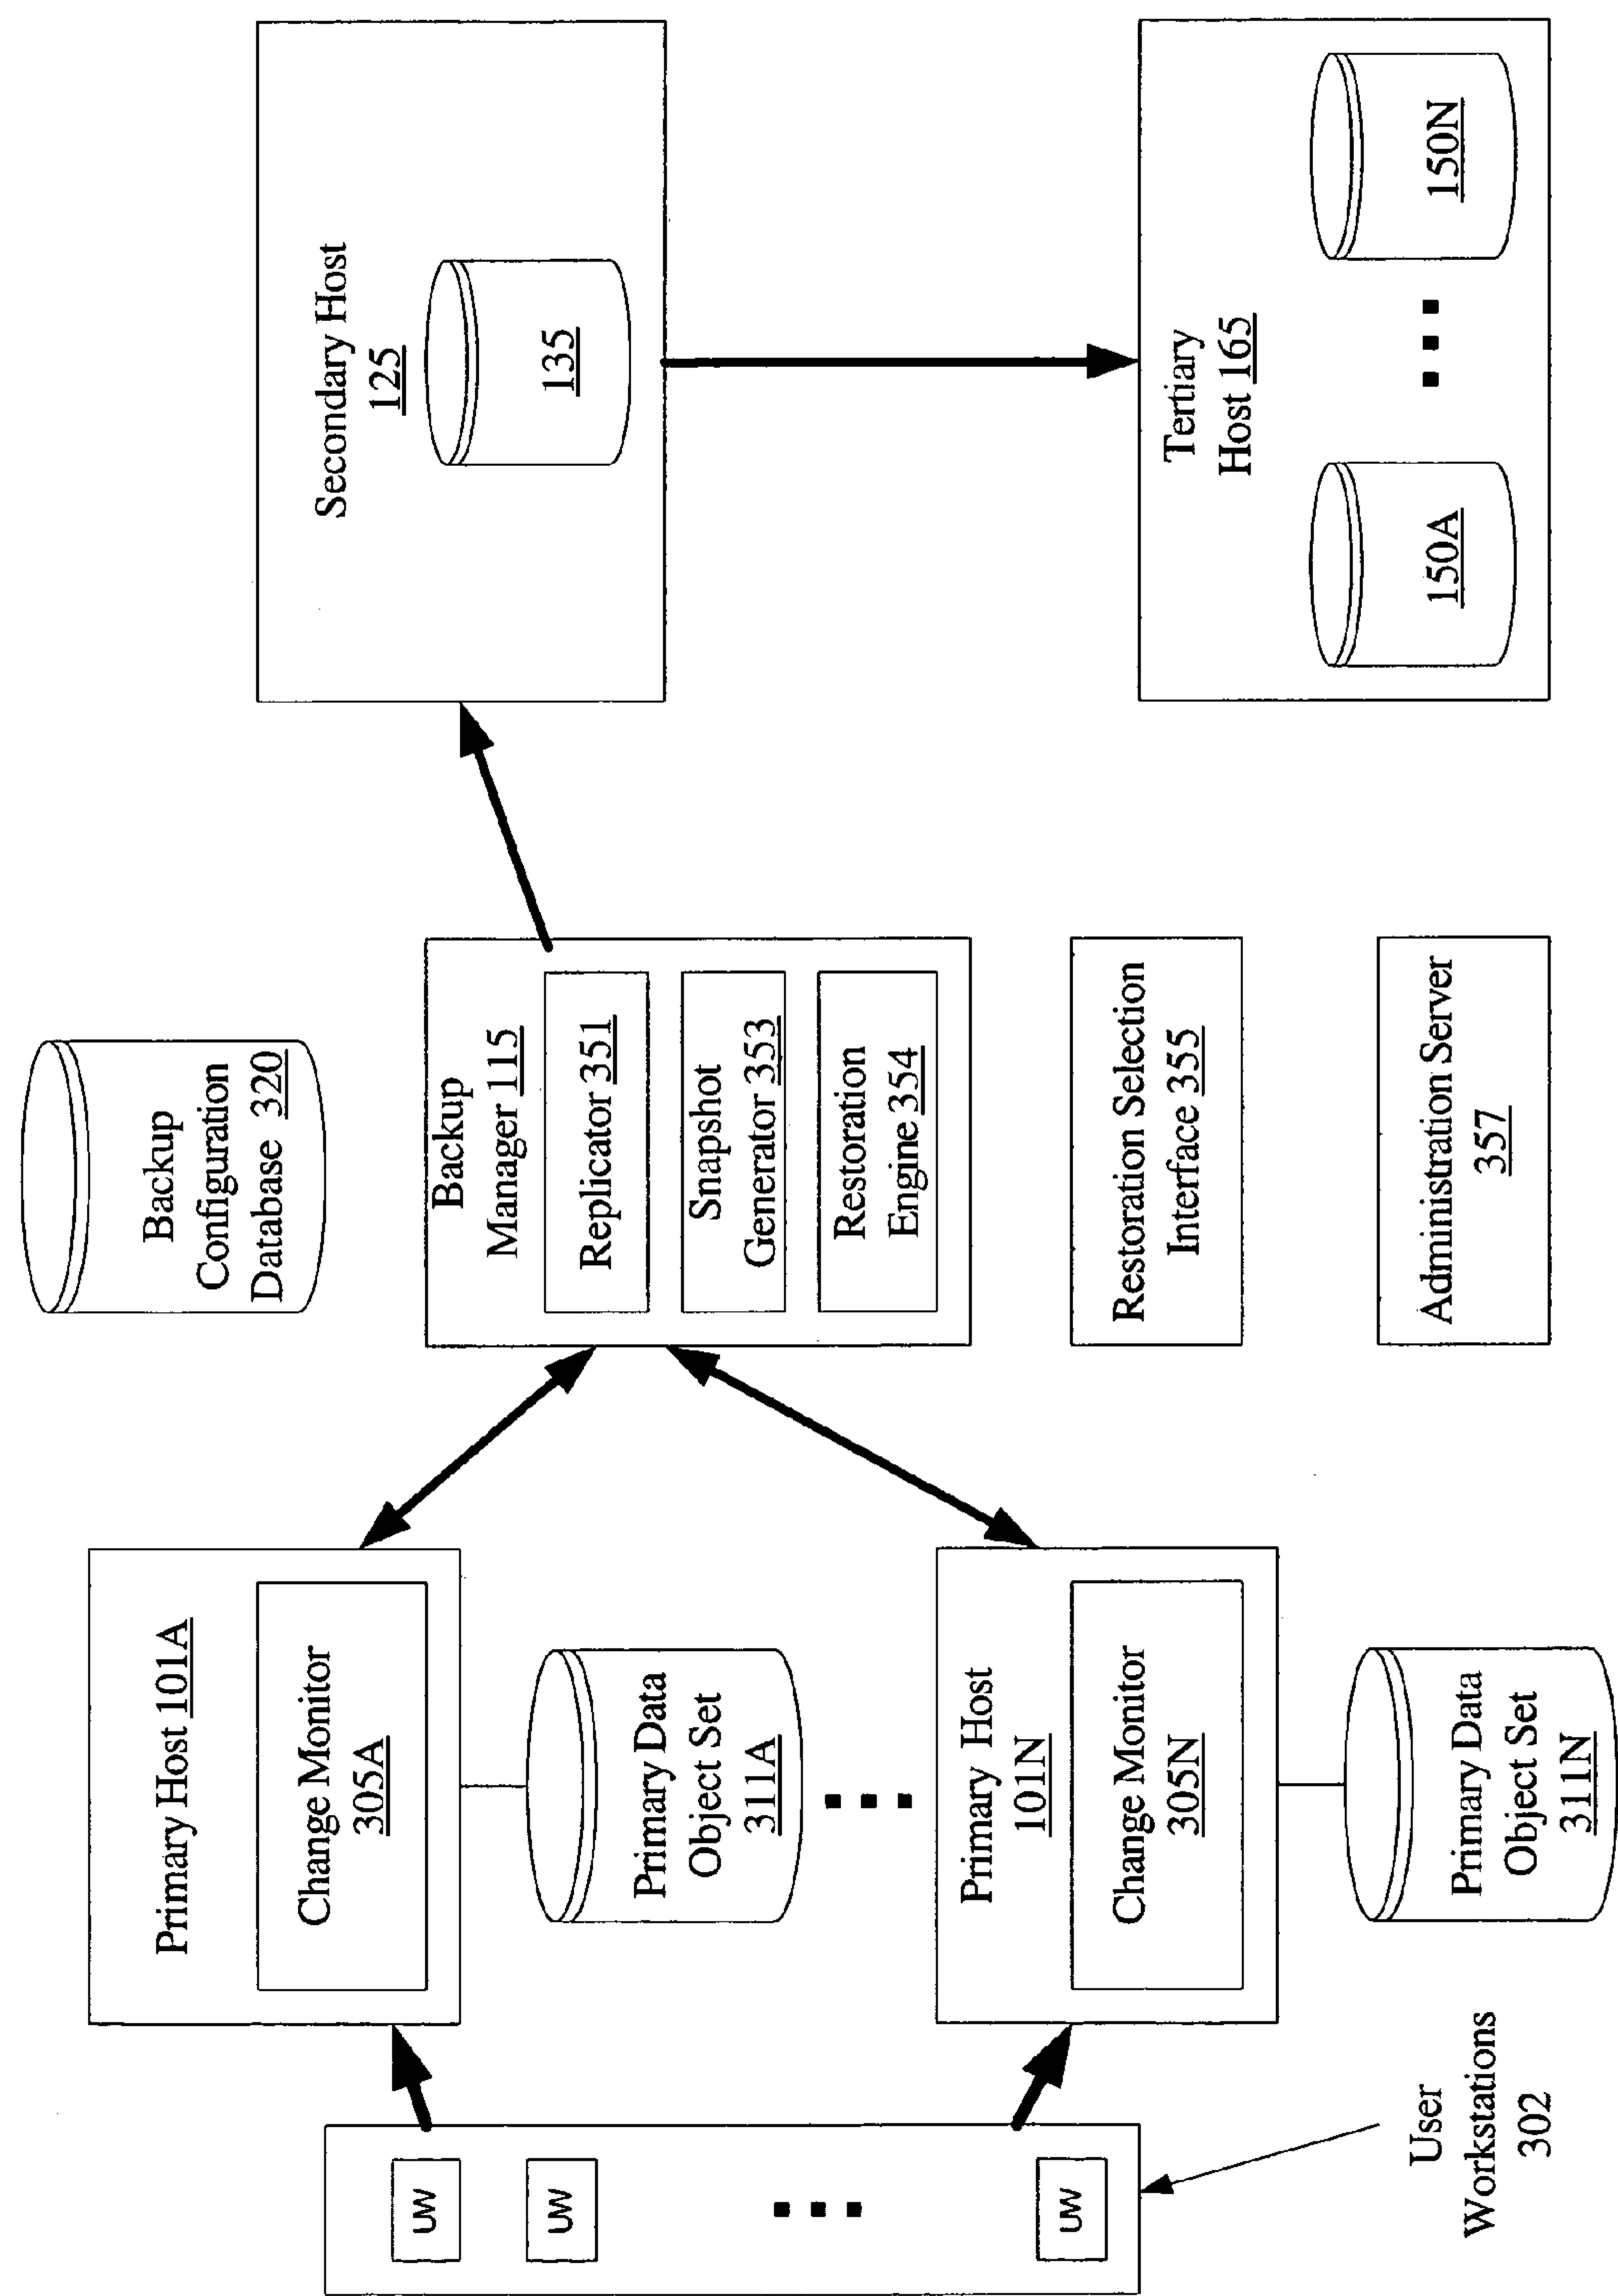 UW
UW
UW
User
Workstations
302
Primary Host 101A
Change Monitor
305A
Primary Data
Object Set
311A
Primary Host
101N
Change Monitor
305N
Primary Data
Object Set
311N
Backup
Configuration
Database 320
Backup
Manager 115
Replicator 351
Snapshot
Generator 353
Restoration
Engine 354
Restoration Selection
Interface 355
Administration Server
357
Secondary Host
125
135
Tertiary
Host 165
150A
150N